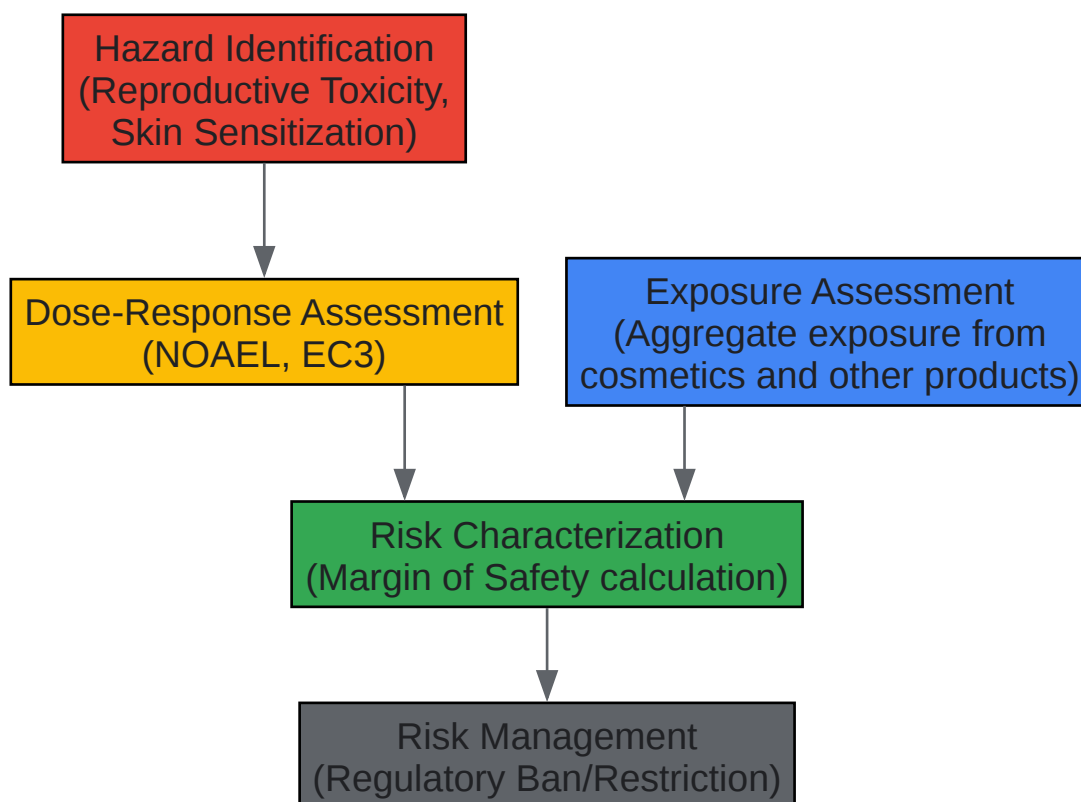 Hazard Identification
(Reproductive Toxicity,
Skin Sensitization)
Dose-Response Assessment
(NOAEL, EC3)
Exposure Assessment
(Aggregate exposure from
cosmetics and other products)
Risk Characterization
(Margin of Safety calculation)
Risk Management
(Regulatory Ban/Restriction)